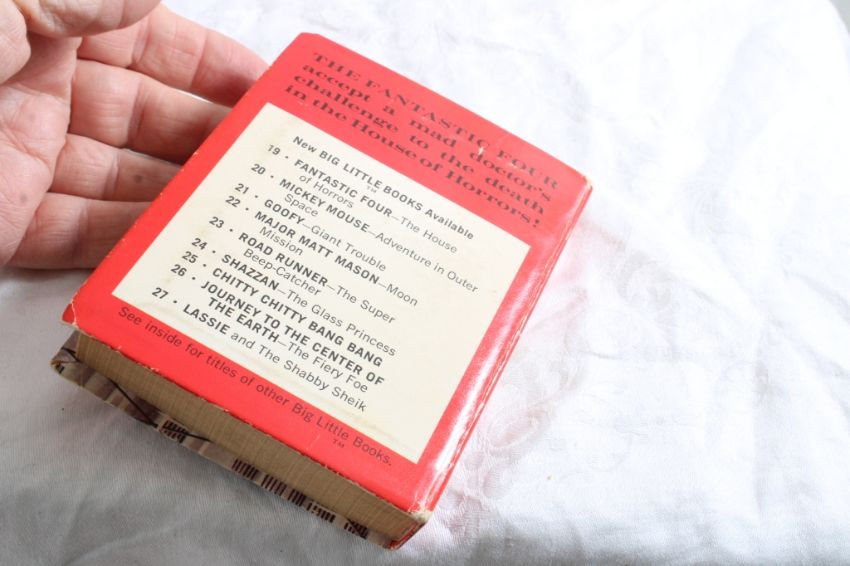 THE FANTASTIC FOUR
accept a mad doctor's
challenge to the death
in the House of Horrors!
New BIG LITTLE BOOKS Available
TM
19 • FANTASTIC FOUR—The House
of Horrors
20 • MICKEY MOUSE—Adventure in Outer
Space
21 • GOOFY—Giant Trouble
22 • MAJOR MATT MASON—Moon
Mission
23 • ROAD RUNNER—The Super
Beep-Catcher
24 • SHAZZAN—The Glass Princess
25 • CHITTY CHITTY BANG BANG
26 • JOURNEY TO THE CENTER OF
THE EARTH—The Fiery Foe
27 • LASSIE and The Shabby Sheik
See inside for titles of other Big Little Books.
TM